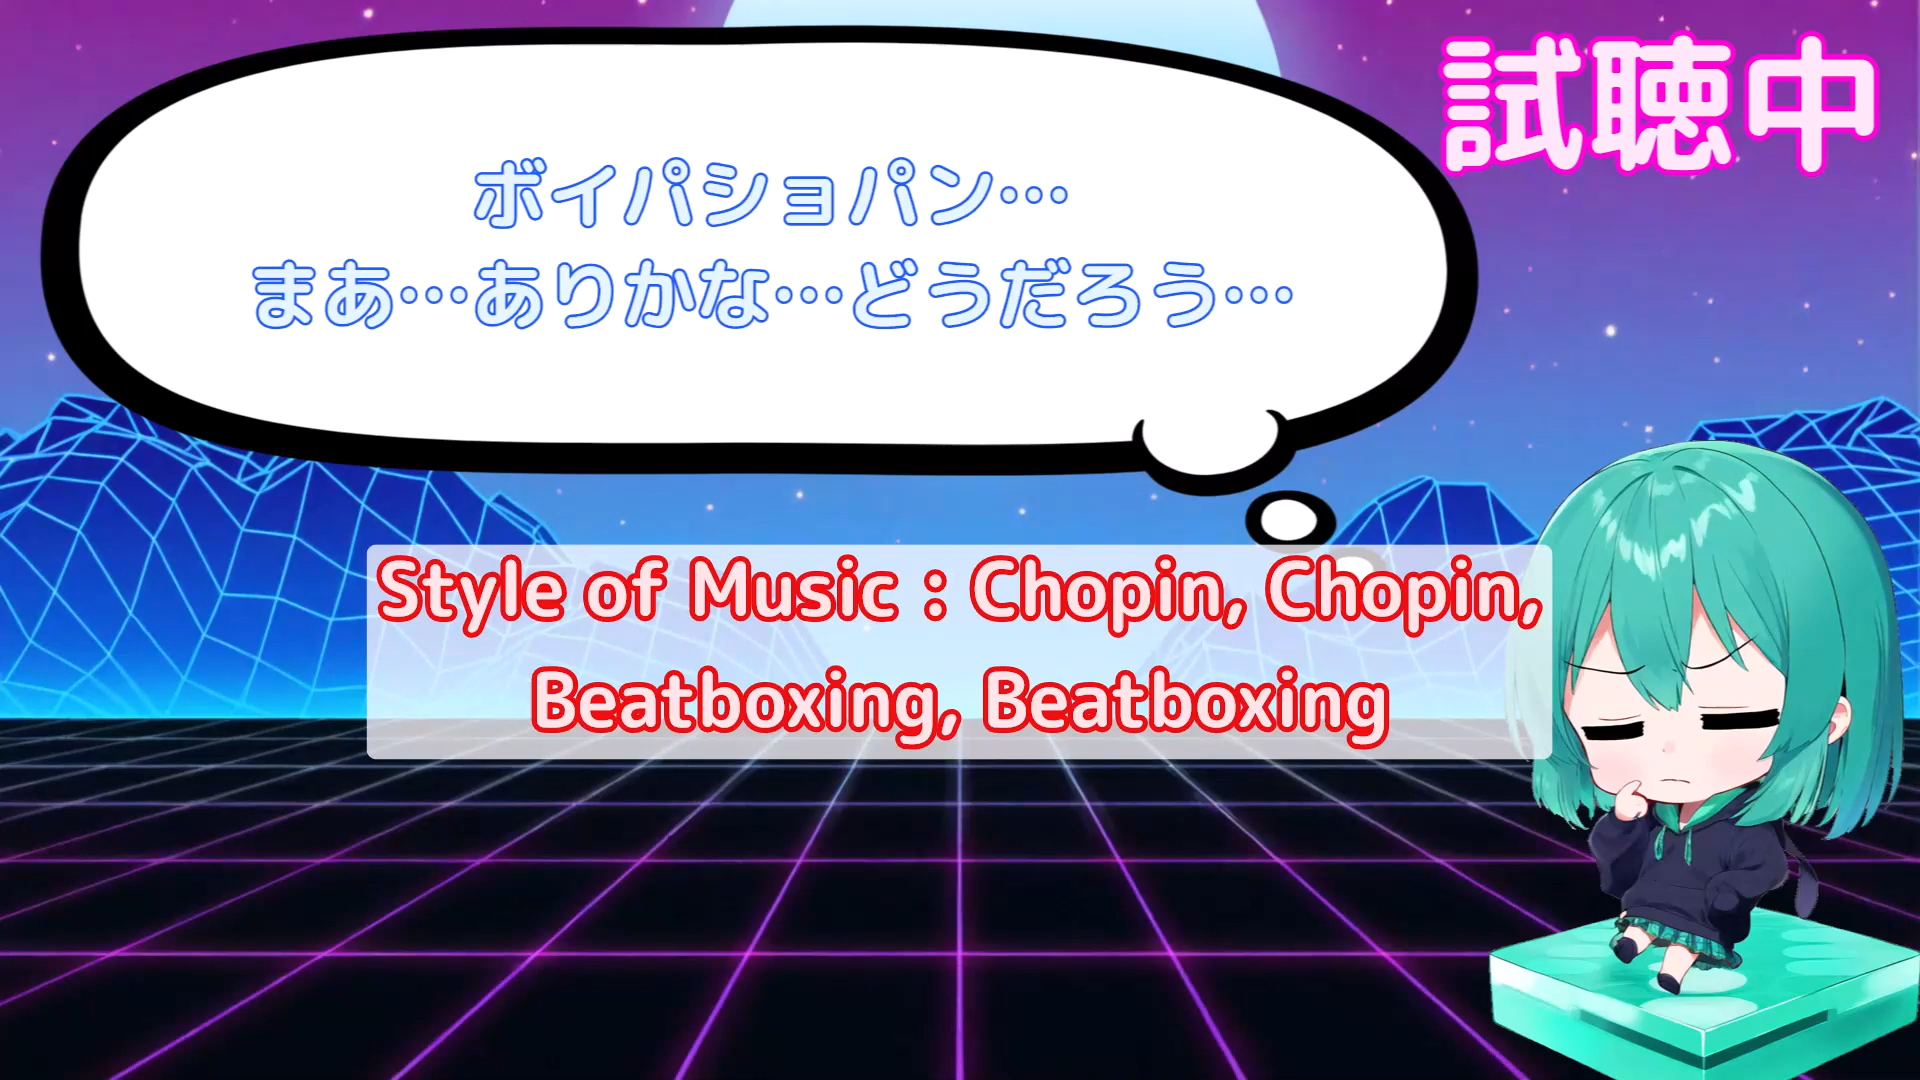 試聴中
ボイパショパン…
まあ…ありかな…どうだろう…
Style of Music : Chopin, Chopin,
Beatboxing, Beatboxing